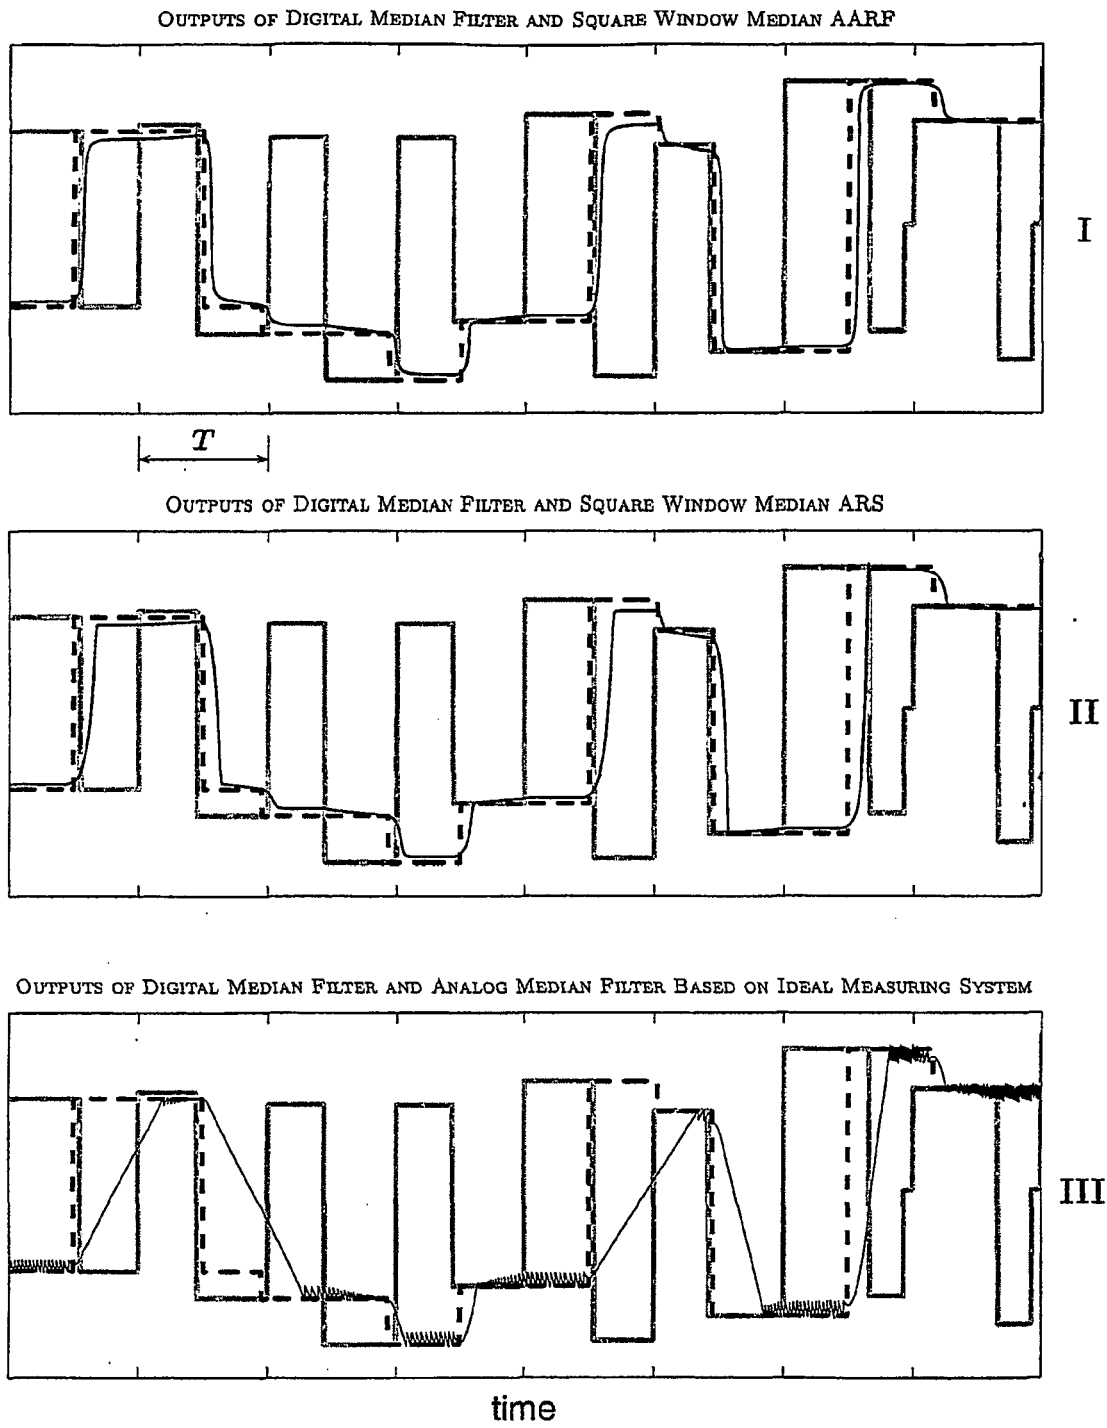 OUTPUTS OF DIGITAL MEDIAN FILTER AND SQUARE WINDOW MEDIAN AARF
I
T
OUTPUTS OF DIGITAL MEDIAN FILTER AND SQUARE WINDOW MEDIAN ARS
II
OUTPUTS OF DIGITAL MEDIAN FILTER AND ANALOG MEDIAN FILTER BASED ON IDEAL MEASURING SYSTEM
III
time